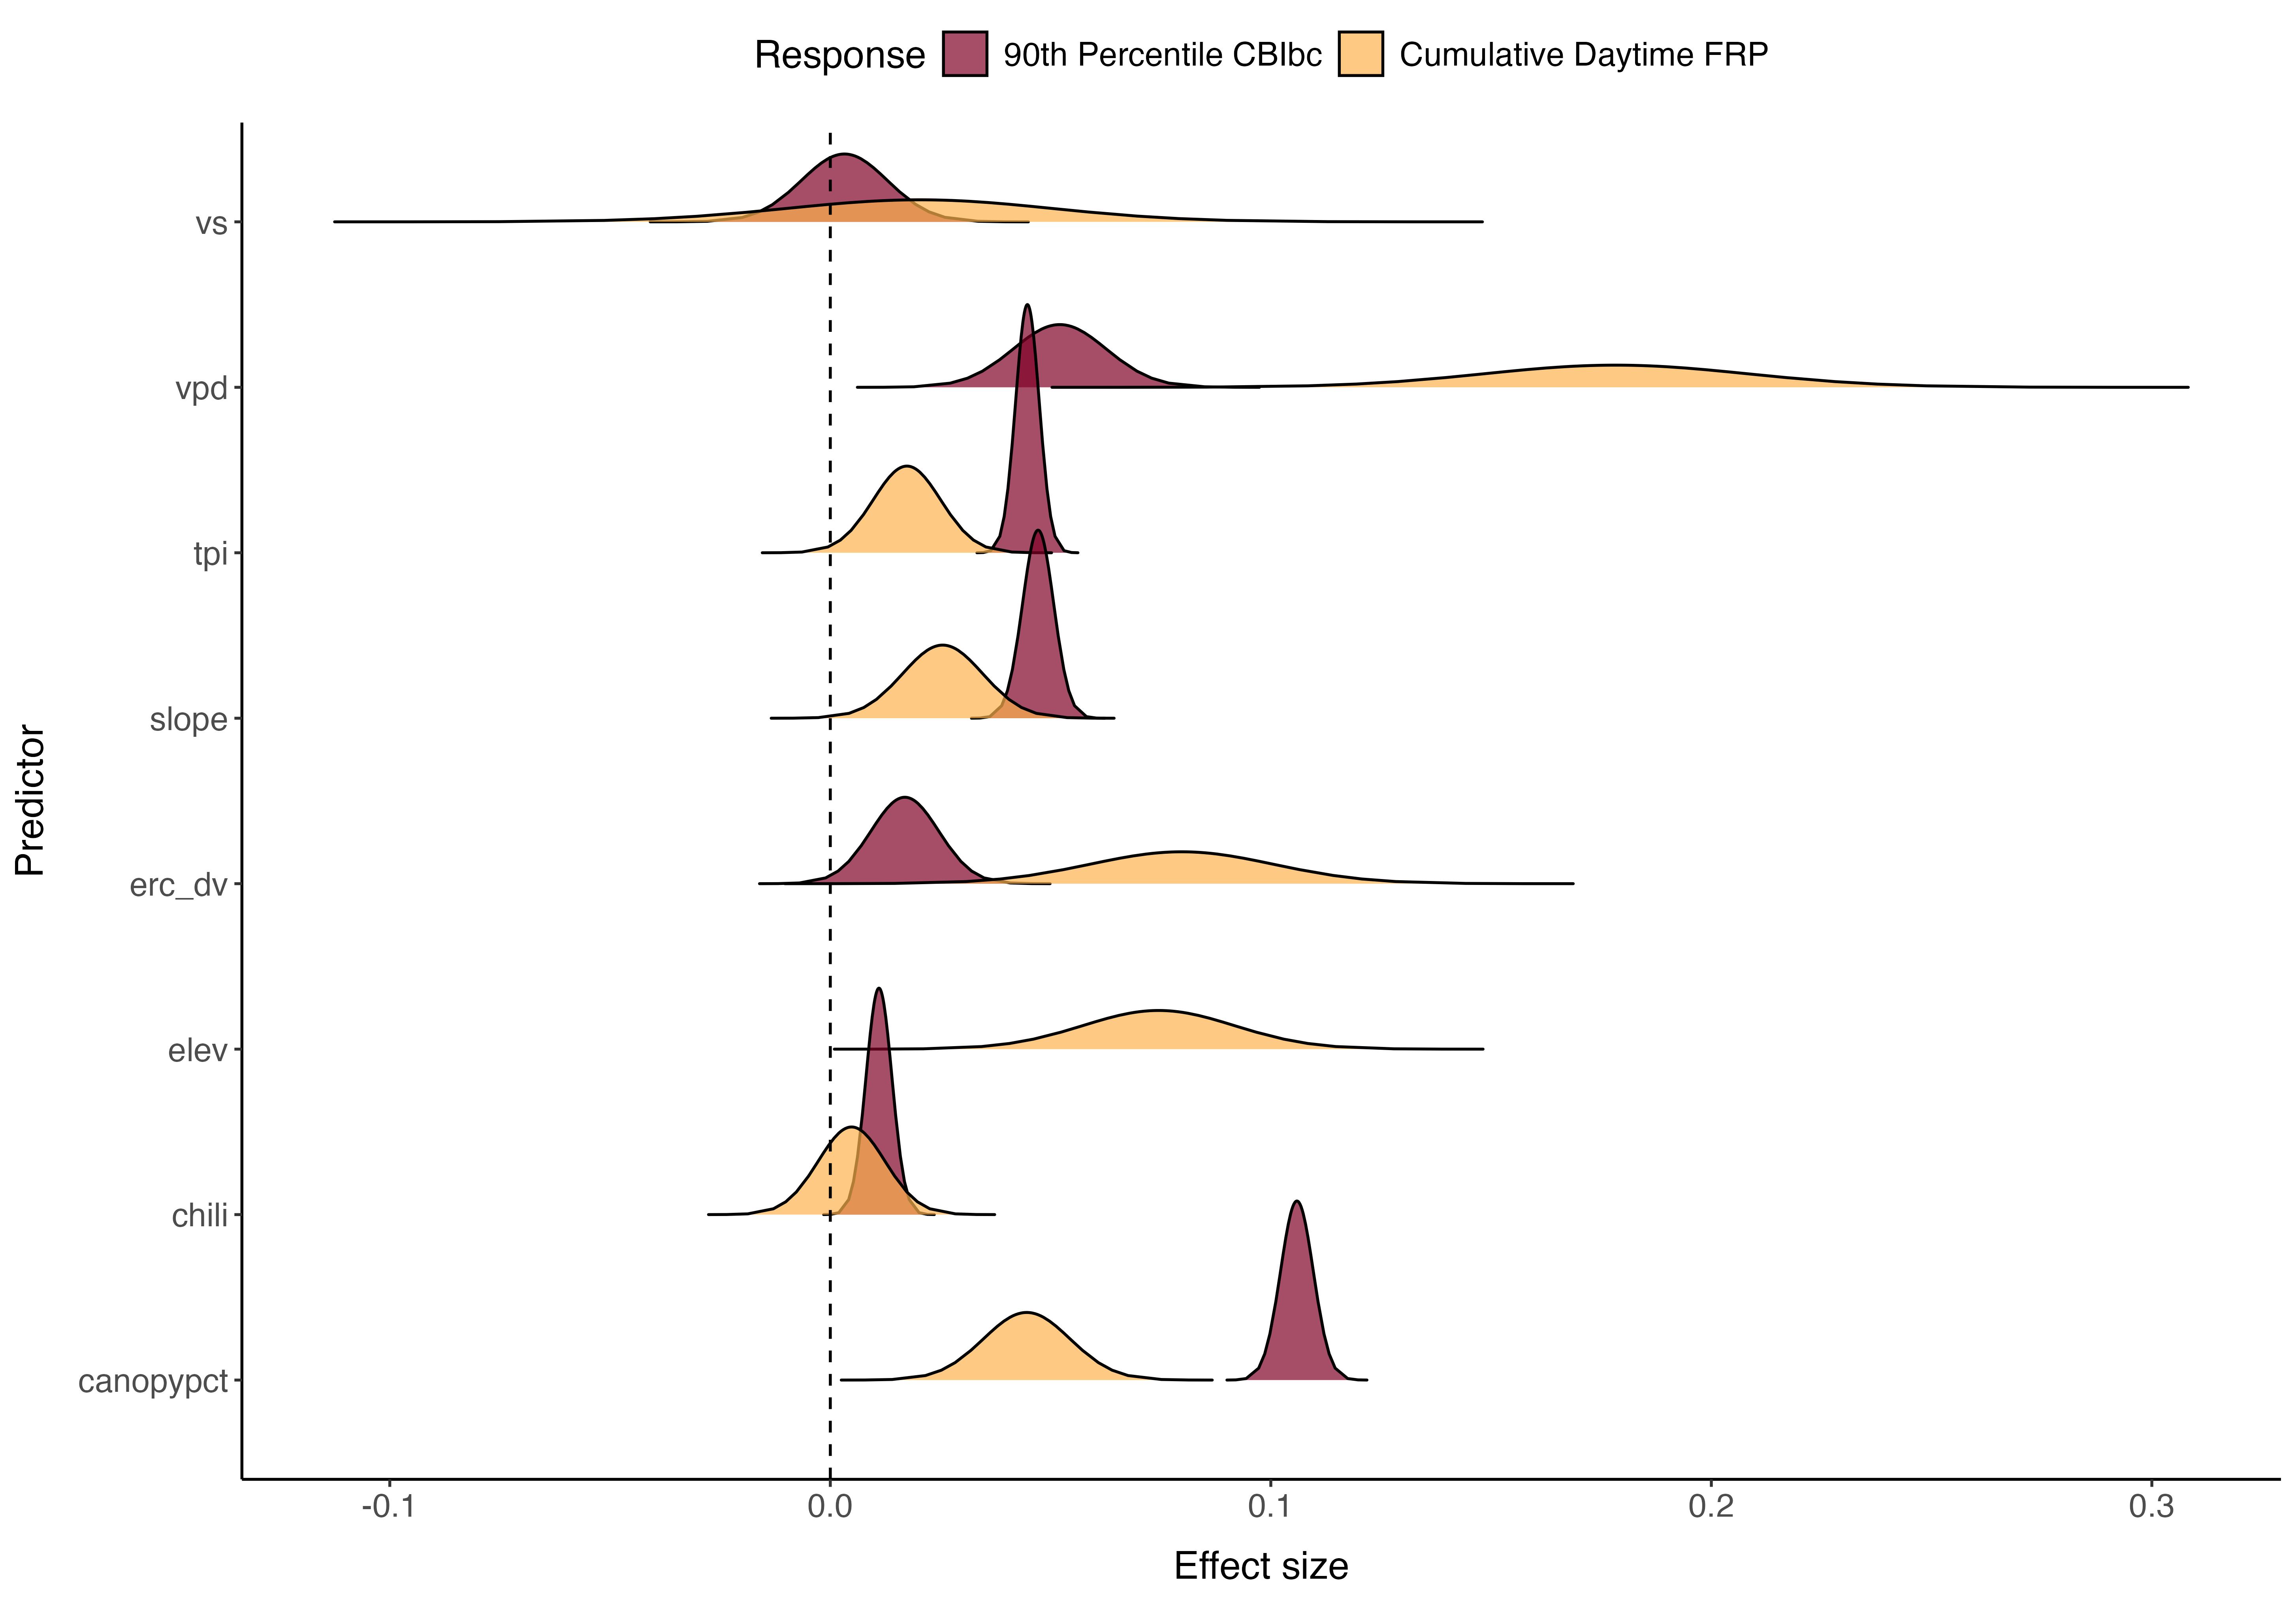 Response 90th Percentile CBIbc Cumulative Daytime FRP
vs
vpd
tpi
slope
erc_dv
elev
chili
canopypct
Predictor
-0.1 0.0 0.1 0.2 0.3
Effect size